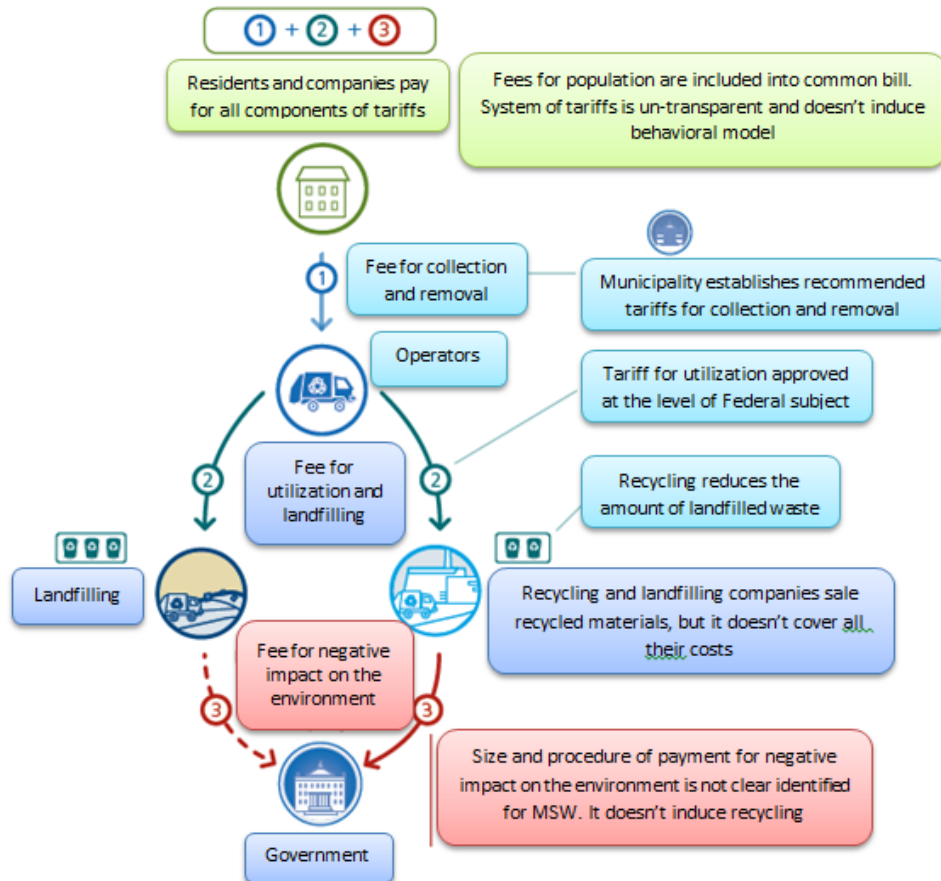 1 + 2 + 3
Residents and companies pay
for all components of tariffs
Fees for population are included into common bill.
System of tariffs is un-transparent and doesn't induce
behavioral model
1
Fee for collection
and removal
Municipality establishes recommended
tariffs for collection and removal
Operators
Tariff for utilization approved
at the level of Federal subject
2
Fee for
utilization and
landfilling
2
Recycling reduces the
amount of landfilled waste
Landfilling
Recycling and landfilling companies sale
recycled materials, but it doesn't cover all
their costs
Fee for negative
impact on the
environment
3
3
Size and procedure of payment for negative
impact on the environment is not clear identified
for MSW. It doesn't induce recycling
Government